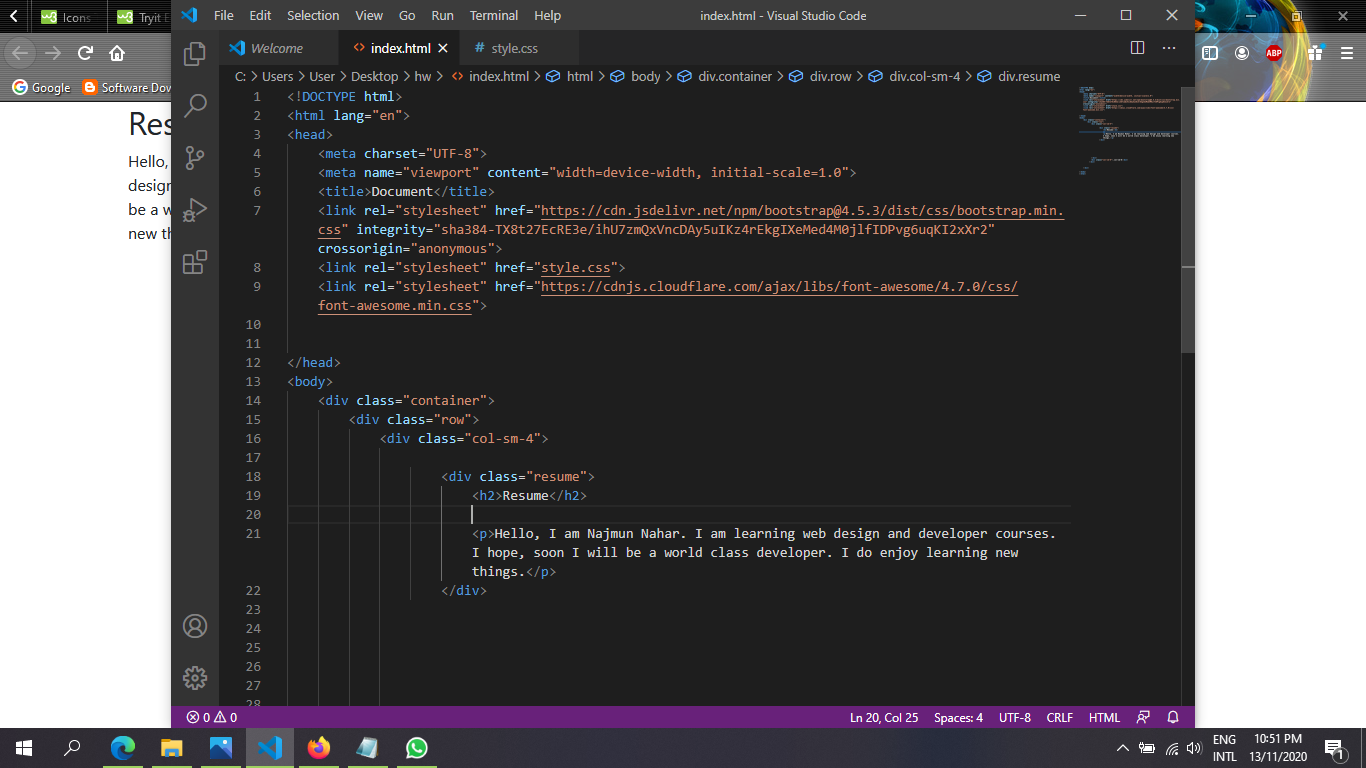 Icons
Tryit E
File Edit Selection View Go Run Terminal Help
index.html - Visual Studio Code
Welcome
index.html
# style.css
C: > Users > User > Desktop > hw > index.html > html > body > div.container > div.row > div.col-sm-4 > div.resume
ABP
Google
Software Dov
Res
Hello,
design
be a w
new th
1 <!DOCTYPE html>
2 <html lang="en">
3 <head>
4 <meta charset="UTF-8">
5 <meta name="viewport" content="width=device-width, initial-scale=1.0">
6 <title>Document</title>
7 <link rel="stylesheet" href="https://cdn.jsdelivr.net/npm/bootstrap@4.5.3/dist/css/bootstrap.min.
css" integrity="sha384-TX8t27EcRE3e/ihU7zmQxVncDAy5uIKz4rEkgIXeMed4M0jlfIDPvg6uqKI2xXr2"
crossorigin="anonymous">
8 <link rel="stylesheet" href="style.css">
9 <link rel="stylesheet" href="https://cdnjs.cloudflare.com/ajax/libs/font-awesome/4.7.0/css/
font-awesome.min.css">
10
11
12 </head>
13 <body>
14 <div class="container">
15 <div class="row">
16 <div class="col-sm-4">
17
18 <div class="resume">
19 <h2>Resume</h2>
20
21 <p>Hello, I am Najmun Nahar. I am learning web design and developer courses.
I hope, soon I will be a world class developer. I do enjoy learning new
things.</p>
22 </div>
23
24
25
26
27
28
0 0
Ln 20, Col 25
Spaces: 4
UTF-8
CRLF
HTML
ENG
INTL
10:51 PM
13/11/2020
1